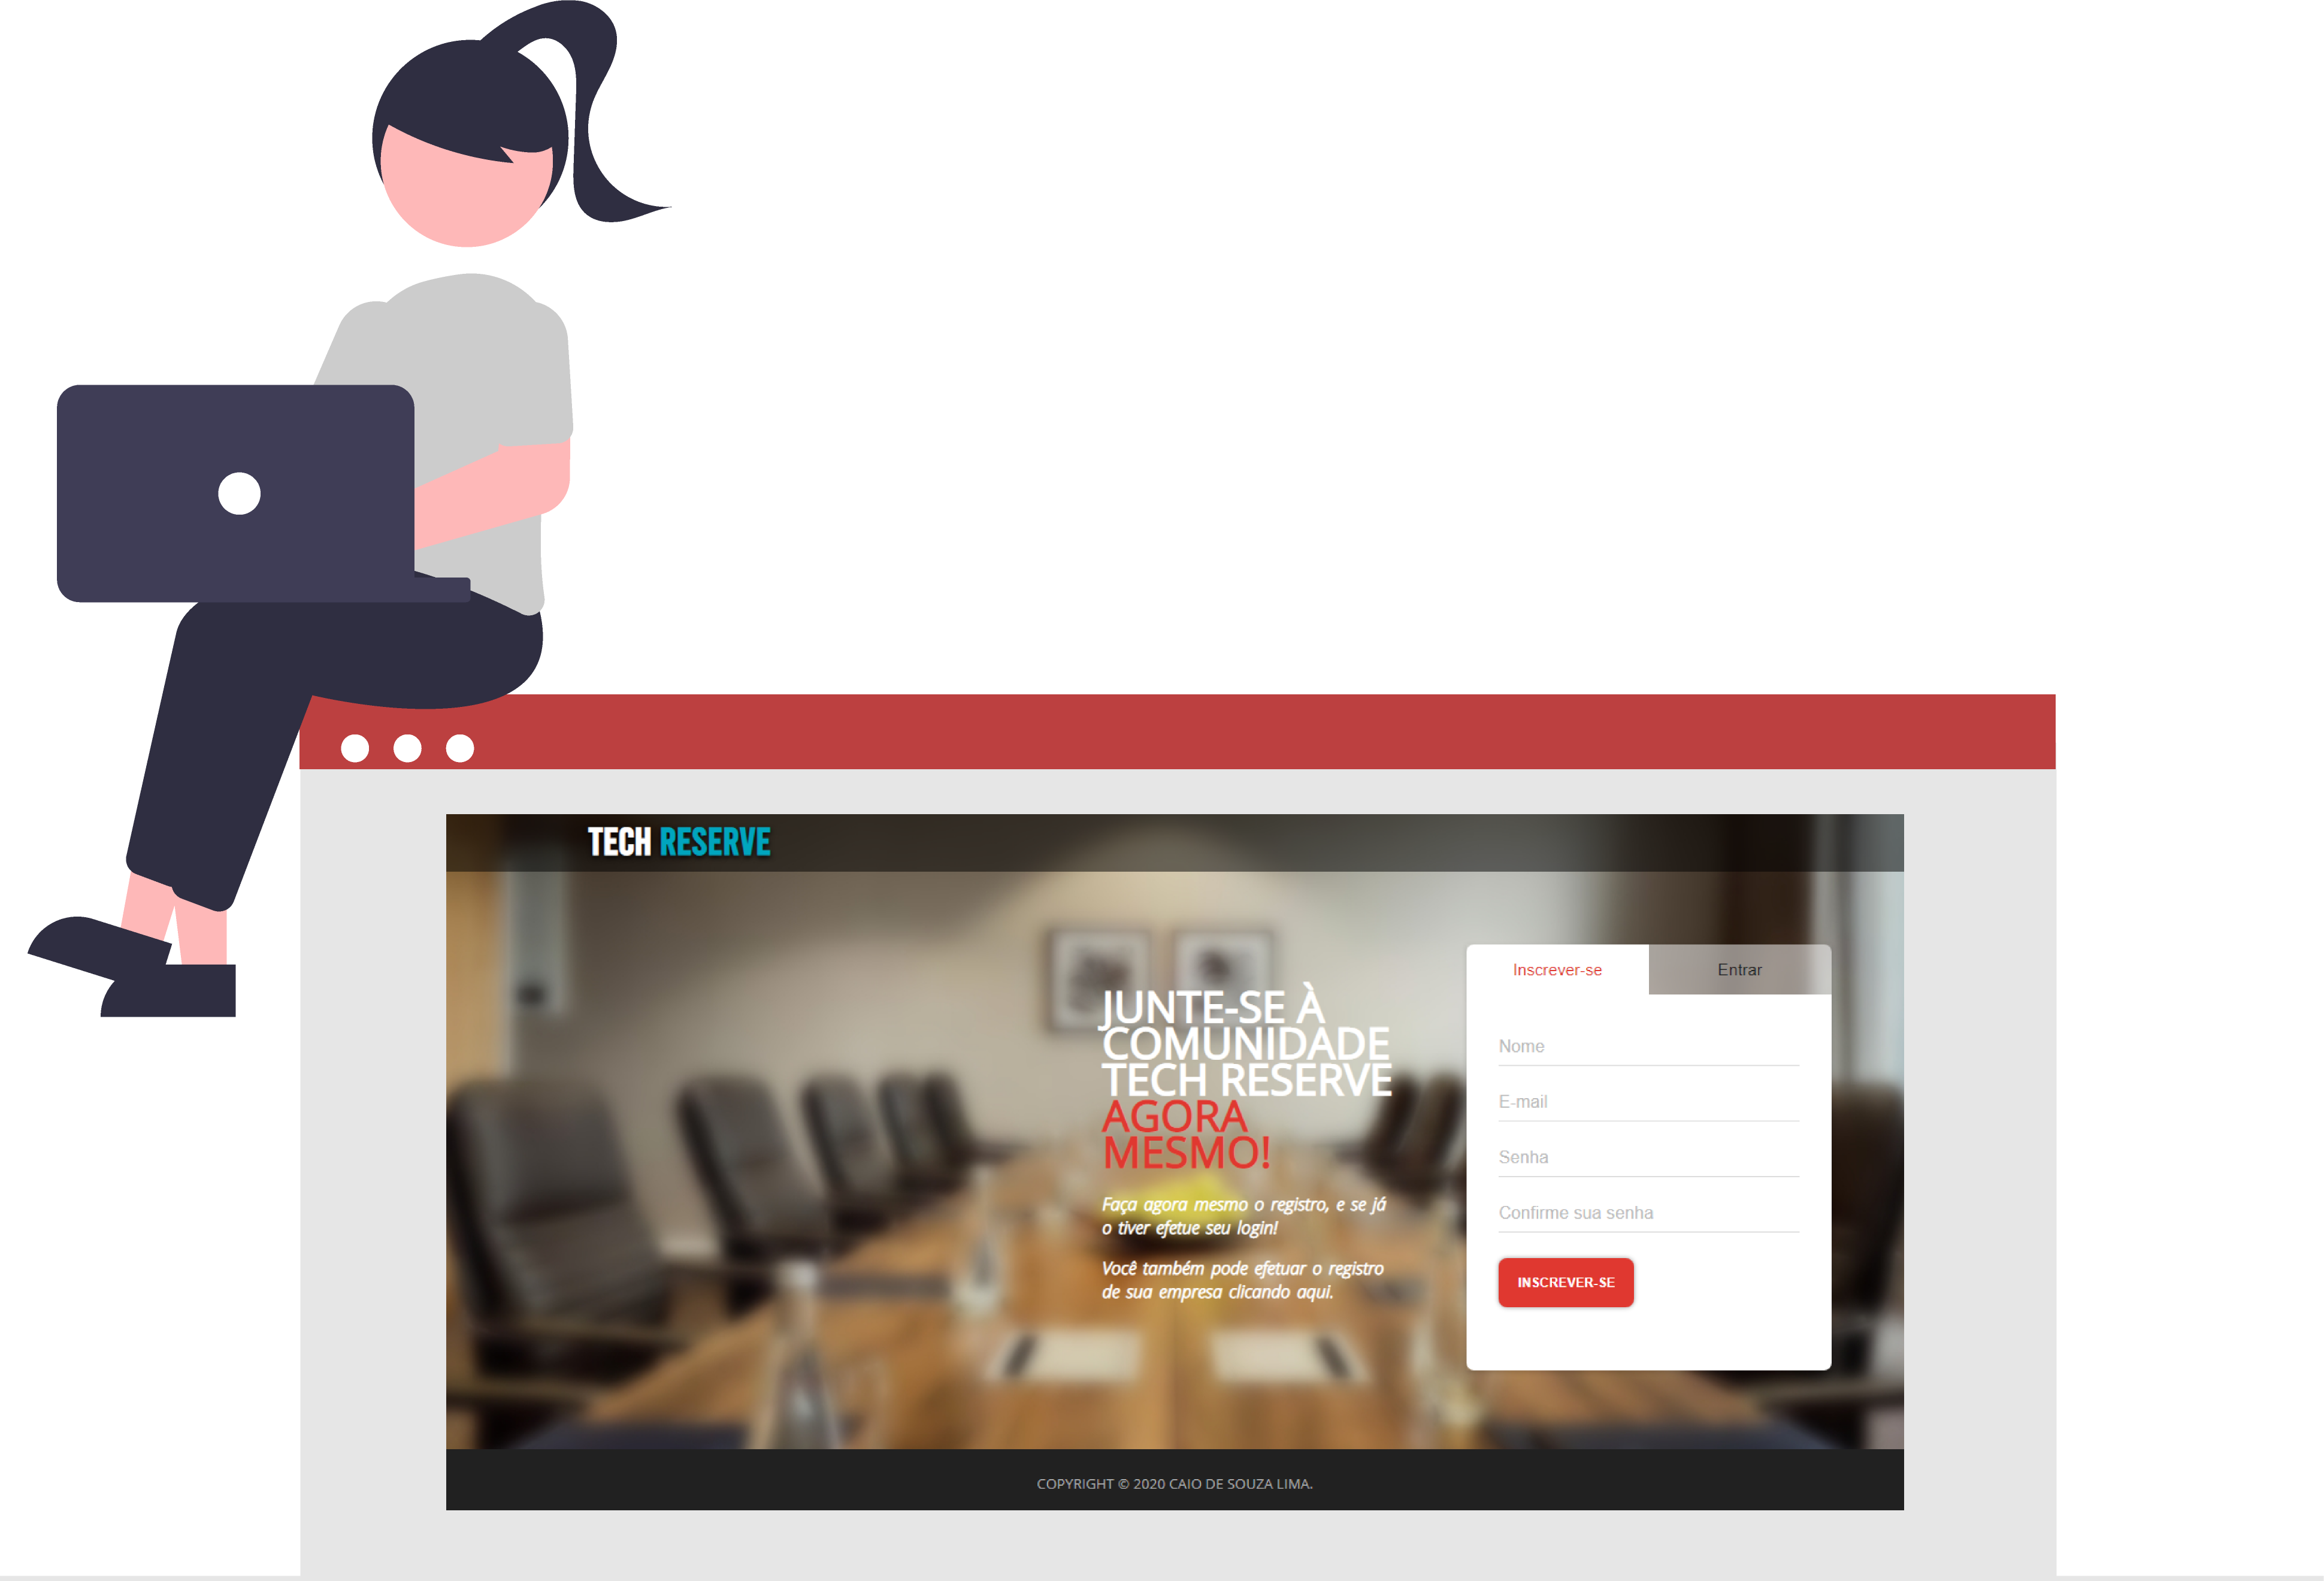 TECH RESERVE
JUNTE-SE À
COMUNIDADE
TECH RESERVE
AGORA
MESMO!
Faça agora mesmo o registro, e se já
o tiver efetue seu login!
Você também pode efetuar o registro
de sua empresa clicando aqui.
Inscrever-se Entrar
Nome
E-mail
Senha
Confirme sua senha
INSCREVER-SE
COPYRIGHT © 2020 CAIO DE SOUZA LIMA.